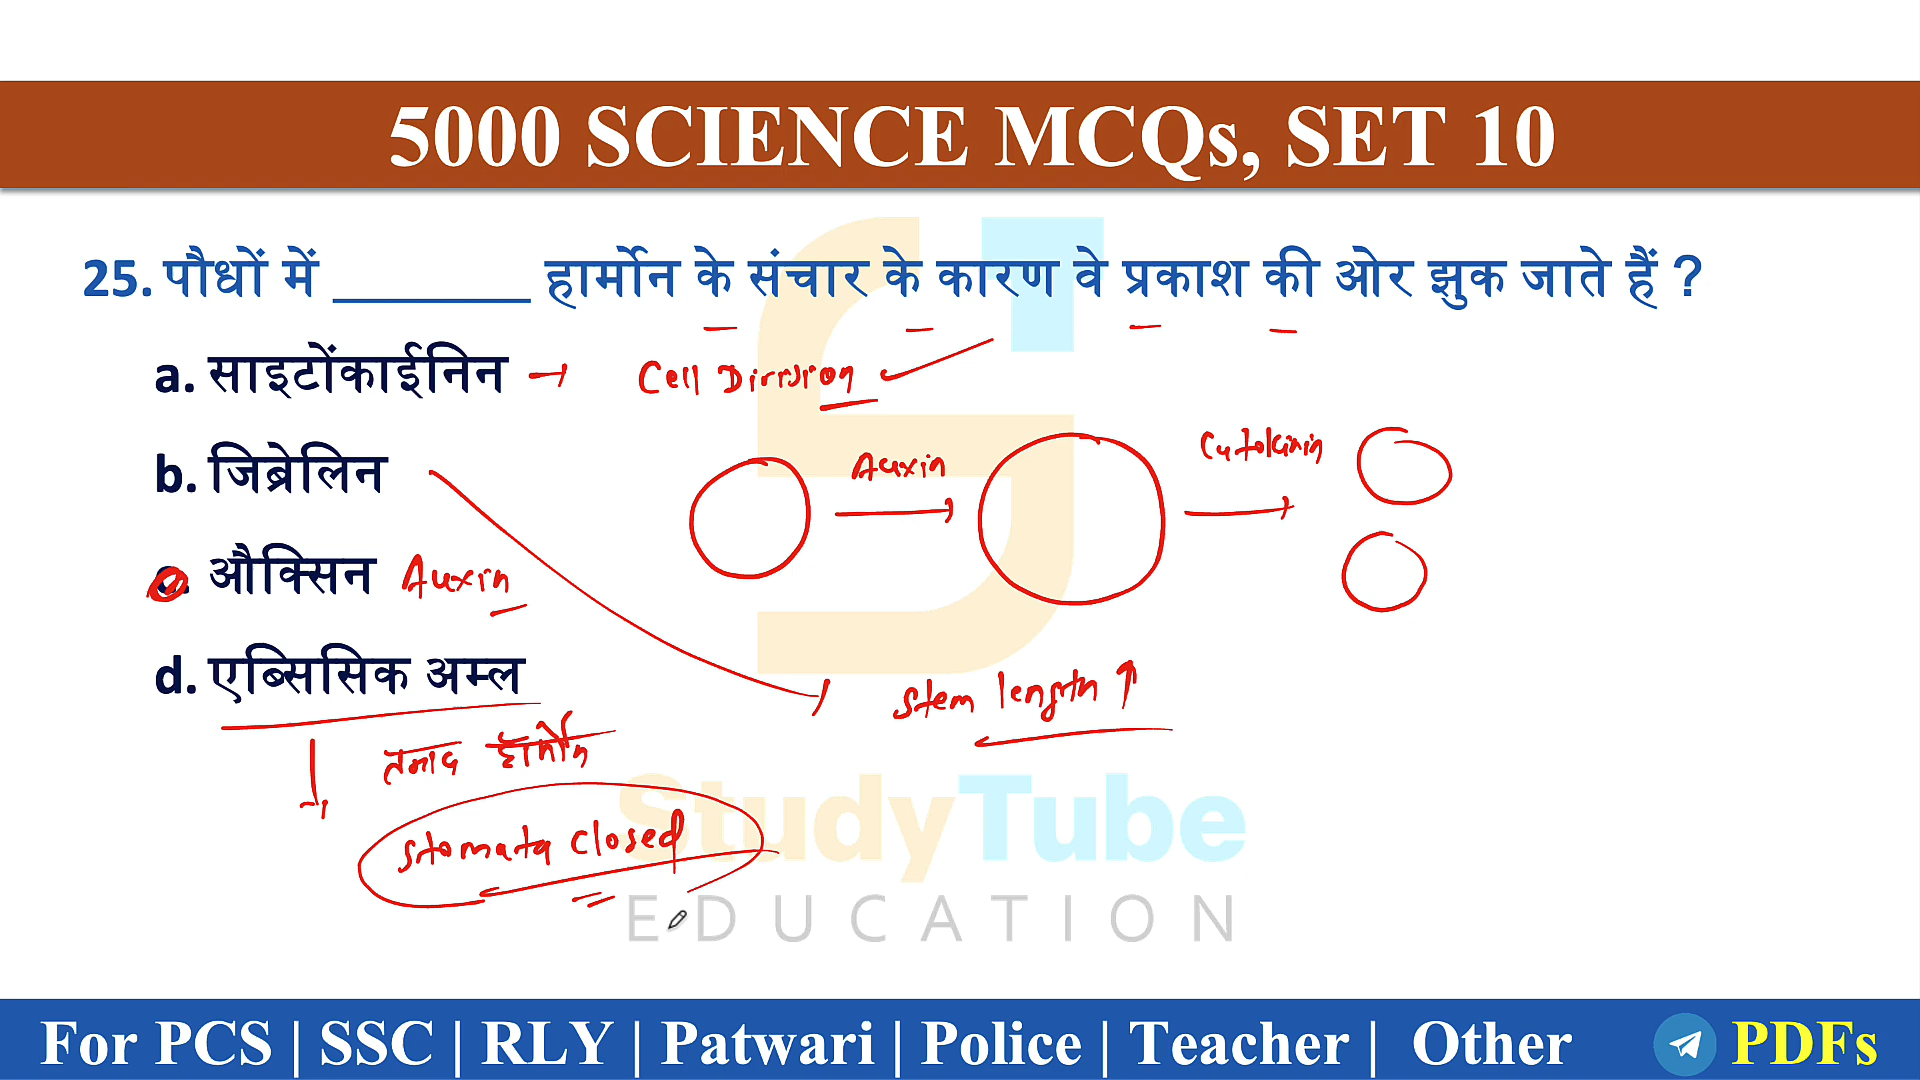 5000 SCIENCE MCQs, SET 10
25. पौधों में ________ हार्मोन के संचार के कारण वे प्रकाश की ओर झुक जाते हैं ?
a. साइटोंकाईनिन → Cell Division
b. जिब्रेलिन
Auxin
Cytokinin
औक्सिन Auxin
d. एब्सिसिक अम्ल
Stem length ↑
हार्मोन
Stomata closed
StudyTube
EDUCATION
For PCS | SSC | RLY | Patwari | Police | Teacher | Other PDFs